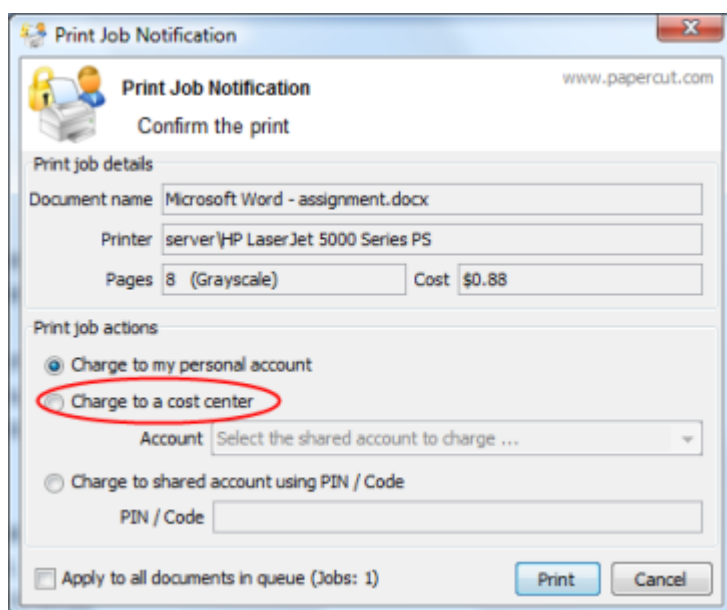 Print Job Notification
Print Job Notification
www.papercut.com
Confirm the print
Print job details
Document name Microsoft Word - assignment.docx
Printer server\HP LaserJet 5000 Series PS
Pages 8 (Grayscale) Cost $0.88
Print job actions
Charge to my personal account
Charge to a cost center
Account Select the shared account to charge ...
Charge to shared account using PIN / Code
PIN / Code
Apply to all documents in queue (Jobs: 1) Print Cancel